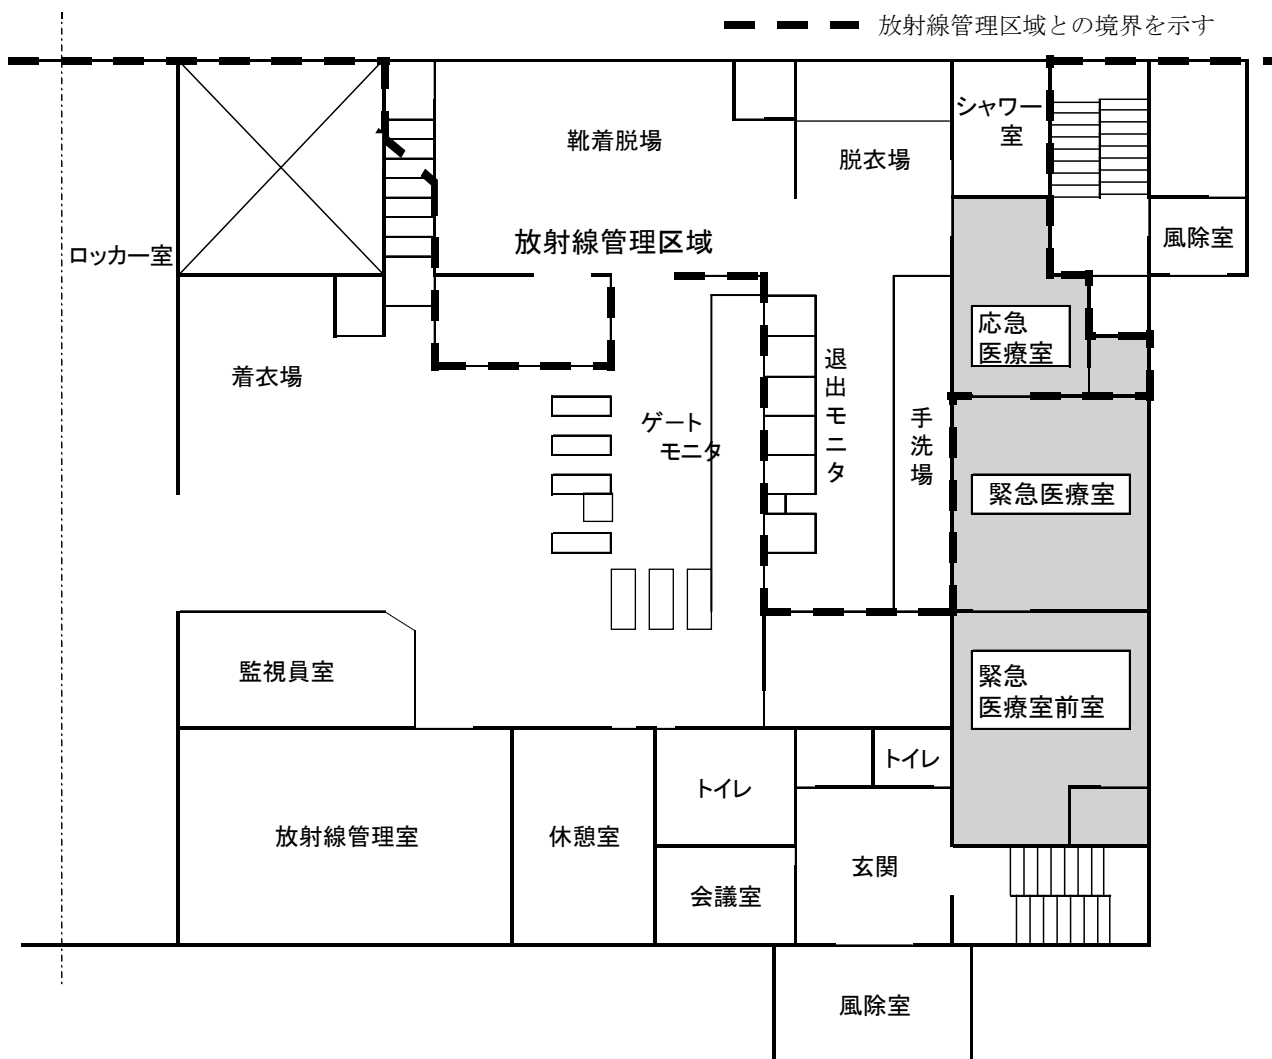 放射線管理区域との境界を示す
シャワー
室
靴着脱場
脱衣場
放射線管理区域
風除室
ロッカー室
応急
医療室
着衣場
退出モニタ
ゲート
モニタ
手洗場
緊急医療室
監視員室
緊急
医療室前室
トイレ
トイレ
放射線管理室
休憩室
玄関
会議室
風除室